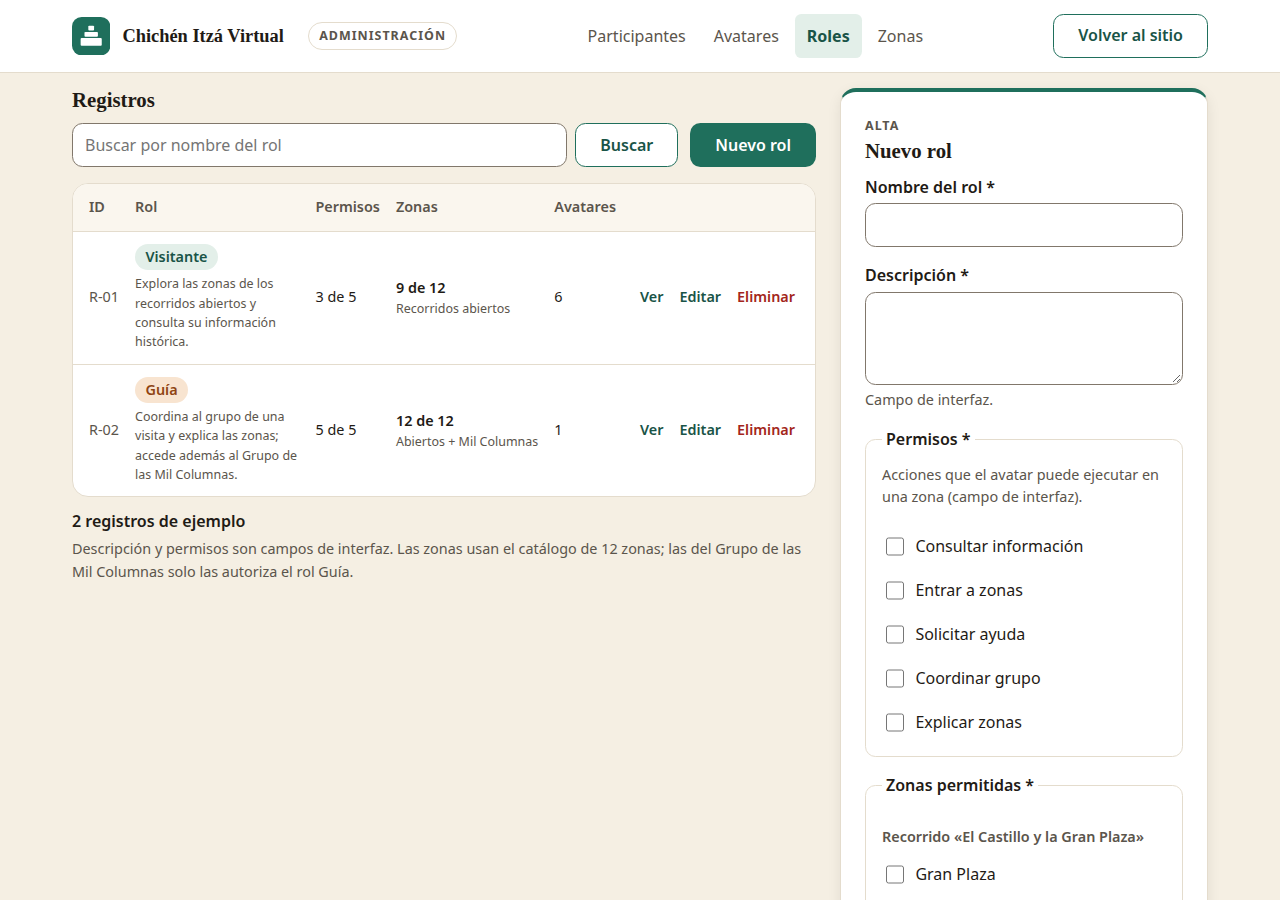 Chichén Itzá Virtual
ADMINISTRACIÓN
Participantes
Avatares
Roles
Zonas
Volver al sitio
Registros
Buscar por nombre del rol
Buscar
Nuevo rol
ID Rol Permisos Zonas Avatares
R-01
Visitante
Explora las zonas de los
recorridos abiertos y
consulta su información
histórica.
3 de 5
9 de 12
Recorridos abiertos
6
Ver Editar Eliminar
R-02
Guía
Coordina al grupo de una
visita y explica las zonas;
accede además al Grupo de
las Mil Columnas.
5 de 5
12 de 12
Abiertos + Mil Columnas
1
Ver Editar Eliminar
2 registros de ejemplo
Descripción y permisos son campos de interfaz. Las zonas usan el catálogo de 12 zonas; las del Grupo de las
Mil Columnas solo las autoriza el rol Guía.
ALTA
Nuevo rol
Nombre del rol *
Descripción *
Campo de interfaz.
Permisos *
Acciones que el avatar puede ejecutar en
una zona (campo de interfaz).
Consultar información
Entrar a zonas
Solicitar ayuda
Coordinar grupo
Explicar zonas
Zonas permitidas *
Recorrido «El Castillo y la Gran Plaza»
Gran Plaza